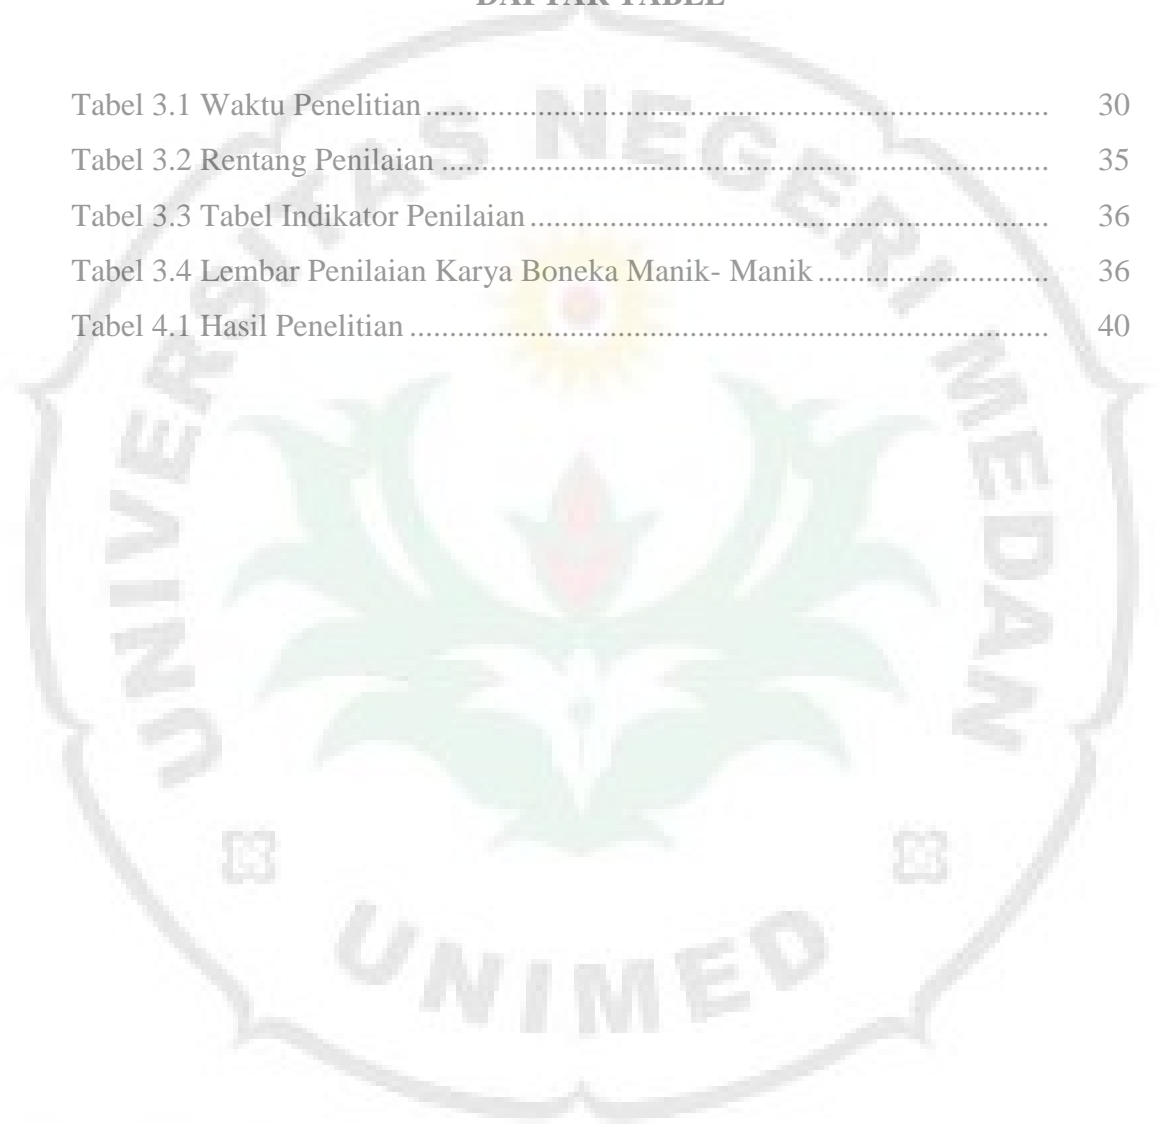 DAFTAR TABEL
Tabel 3.1 Waktu Penelitian .............................................................................. 30
Tabel 3.2 Rentang Penilaian ............................................................................ 35
Tabel 3.3 Tabel Indikator Penilaian ................................................................. 36
Tabel 3.4 Lembar Penilaian Karya Boneka Manik- Manik ............................. 36
Tabel 4.1 Hasil Penelitian ................................................................................ 40
UNIVERSITAS NEGERI MEDAN
UNIMED